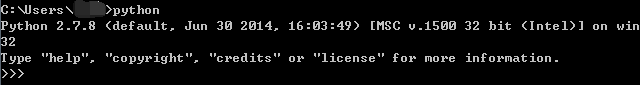 C:\Users\>python
Python 2.7.8 (default, Jun 30 2014, 16:03:49) [MSC v.1500 32 bit (Intel)] on win
32
Type "help", "copyright", "credits" or "license" for more information.
>>>